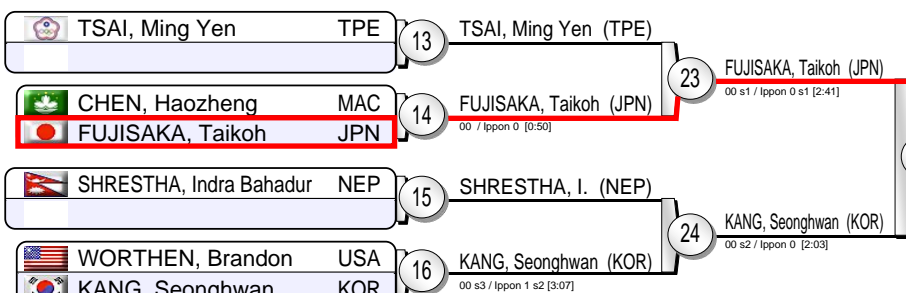 TSAI, Ming Yen TPE
13
TSAI, Ming Yen (TPE)
23
FUJISAKA, Taikoh (JPN)
00 s1 / Ippon 0 s1 [2:41]
CHEN, Haozheng MAC
FUJISAKA, Taikoh JPN
14
FUJISAKA, Taikoh (JPN)
00 / Ippon 0 [0:50]
SHRESTHA, Indra Bahadur NEP
15
SHRESTHA, I. (NEP)
24
KANG, Seonghwan (KOR)
00 s2 / Ippon 0 [2:03]
WORTHEN, Brandon USA
KANG, Seonghwan KOR
16
KANG, Seonghwan (KOR)
00 s3 / Ippon 1 s2 [3:07]